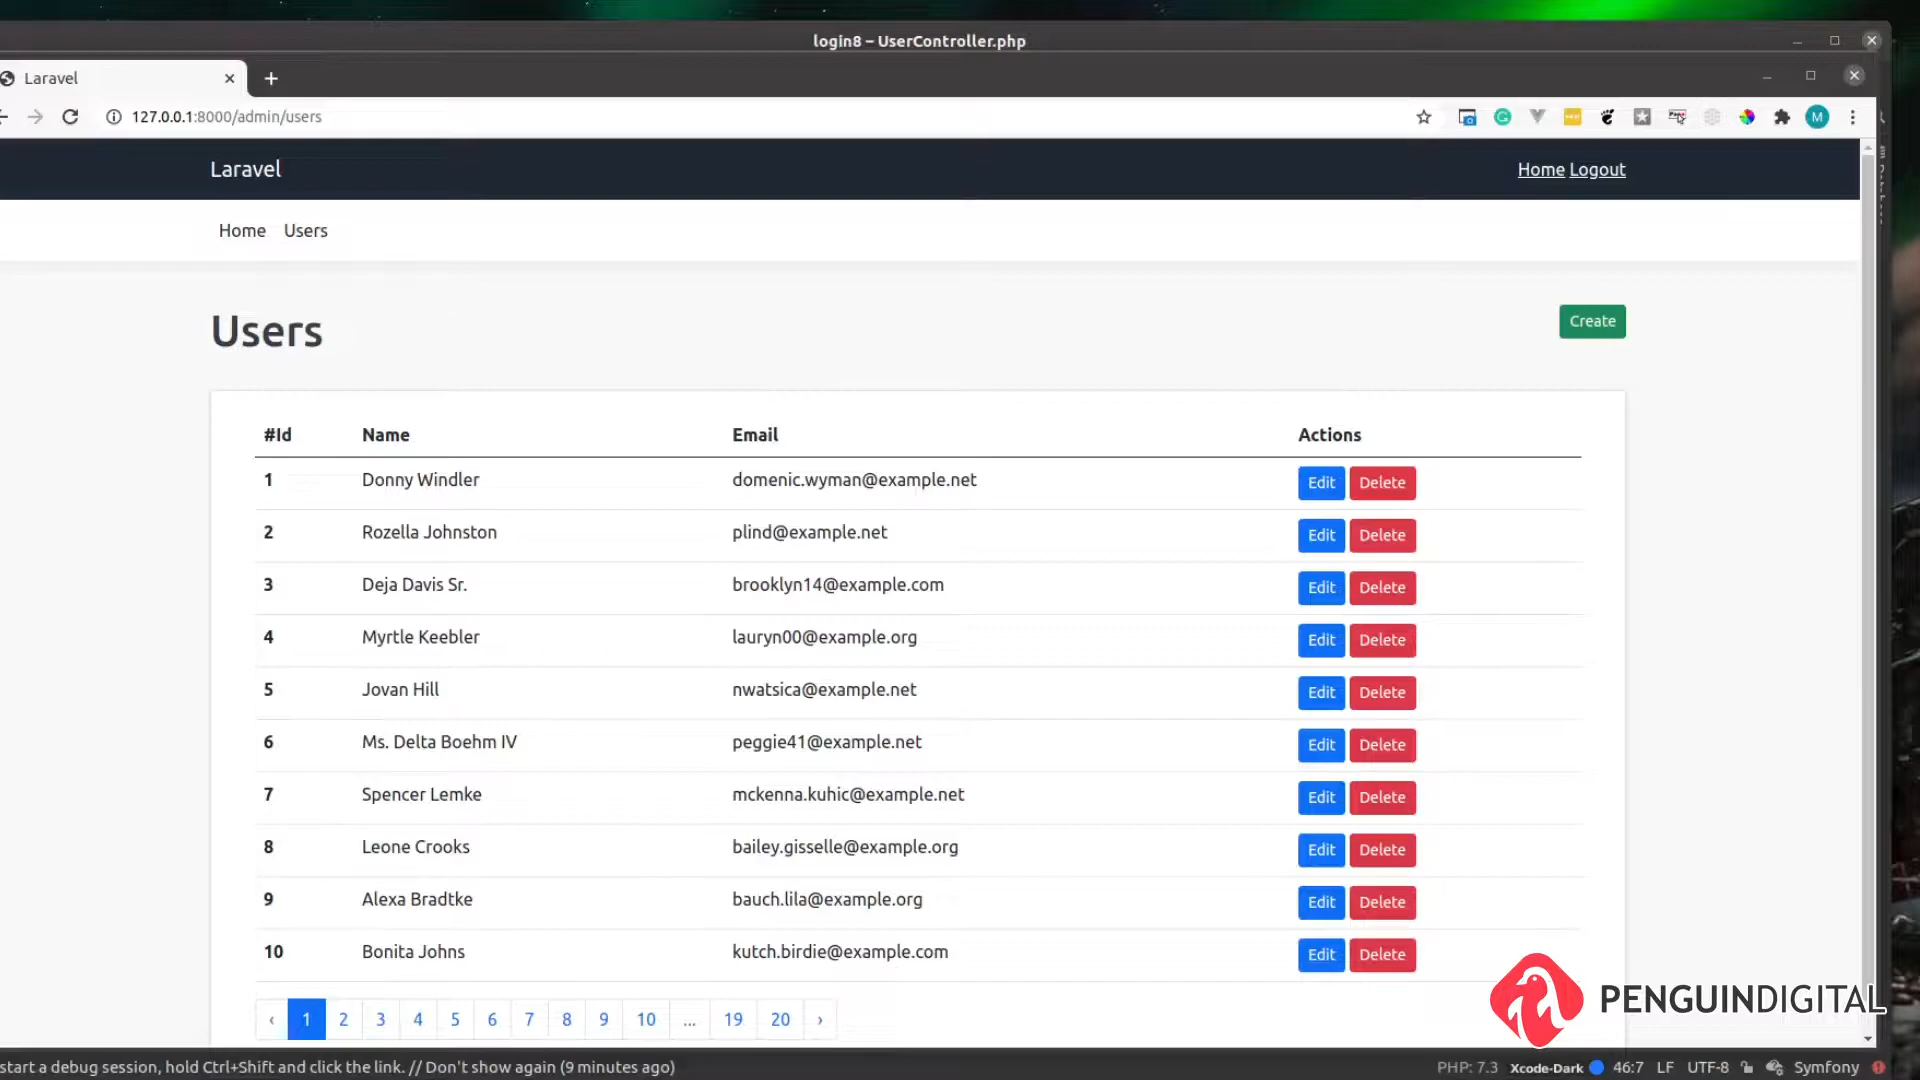 login8 – UserController.php
Laravel
127.0.0.1:8000/admin/users
M
Laravel
Home Logout
Home Users
Users
Create
#Id Name Email Actions
1 Donny Windler domenic.wyman@example.net Edit Delete
2 Rozella Johnston plind@example.net Edit Delete
3 Deja Davis Sr. brooklyn14@example.com Edit Delete
4 Myrtle Keebler lauryn00@example.org Edit Delete
5 Jovan Hill nwatsica@example.net Edit Delete
6 Ms. Delta Boehm IV peggie41@example.net Edit Delete
7 Spencer Lemke mckenna.kuhic@example.net Edit Delete
8 Leone Crooks bailey.gisselle@example.org Edit Delete
9 Alexa Bradtke bauch.lila@example.org Edit Delete
10 Bonita Johns kutch.birdie@example.com Edit Delete
‹ 1 2 3 4 5 6 7 8 9 10 ... 19 20 ›
PENGUINDIGITAL
start a debug session, hold Ctrl+Shift and click the link. // Don't show again (9 minutes ago)
PHP: 7.3 Xcode-Dark 46:7 LF UTF-8 Symfony